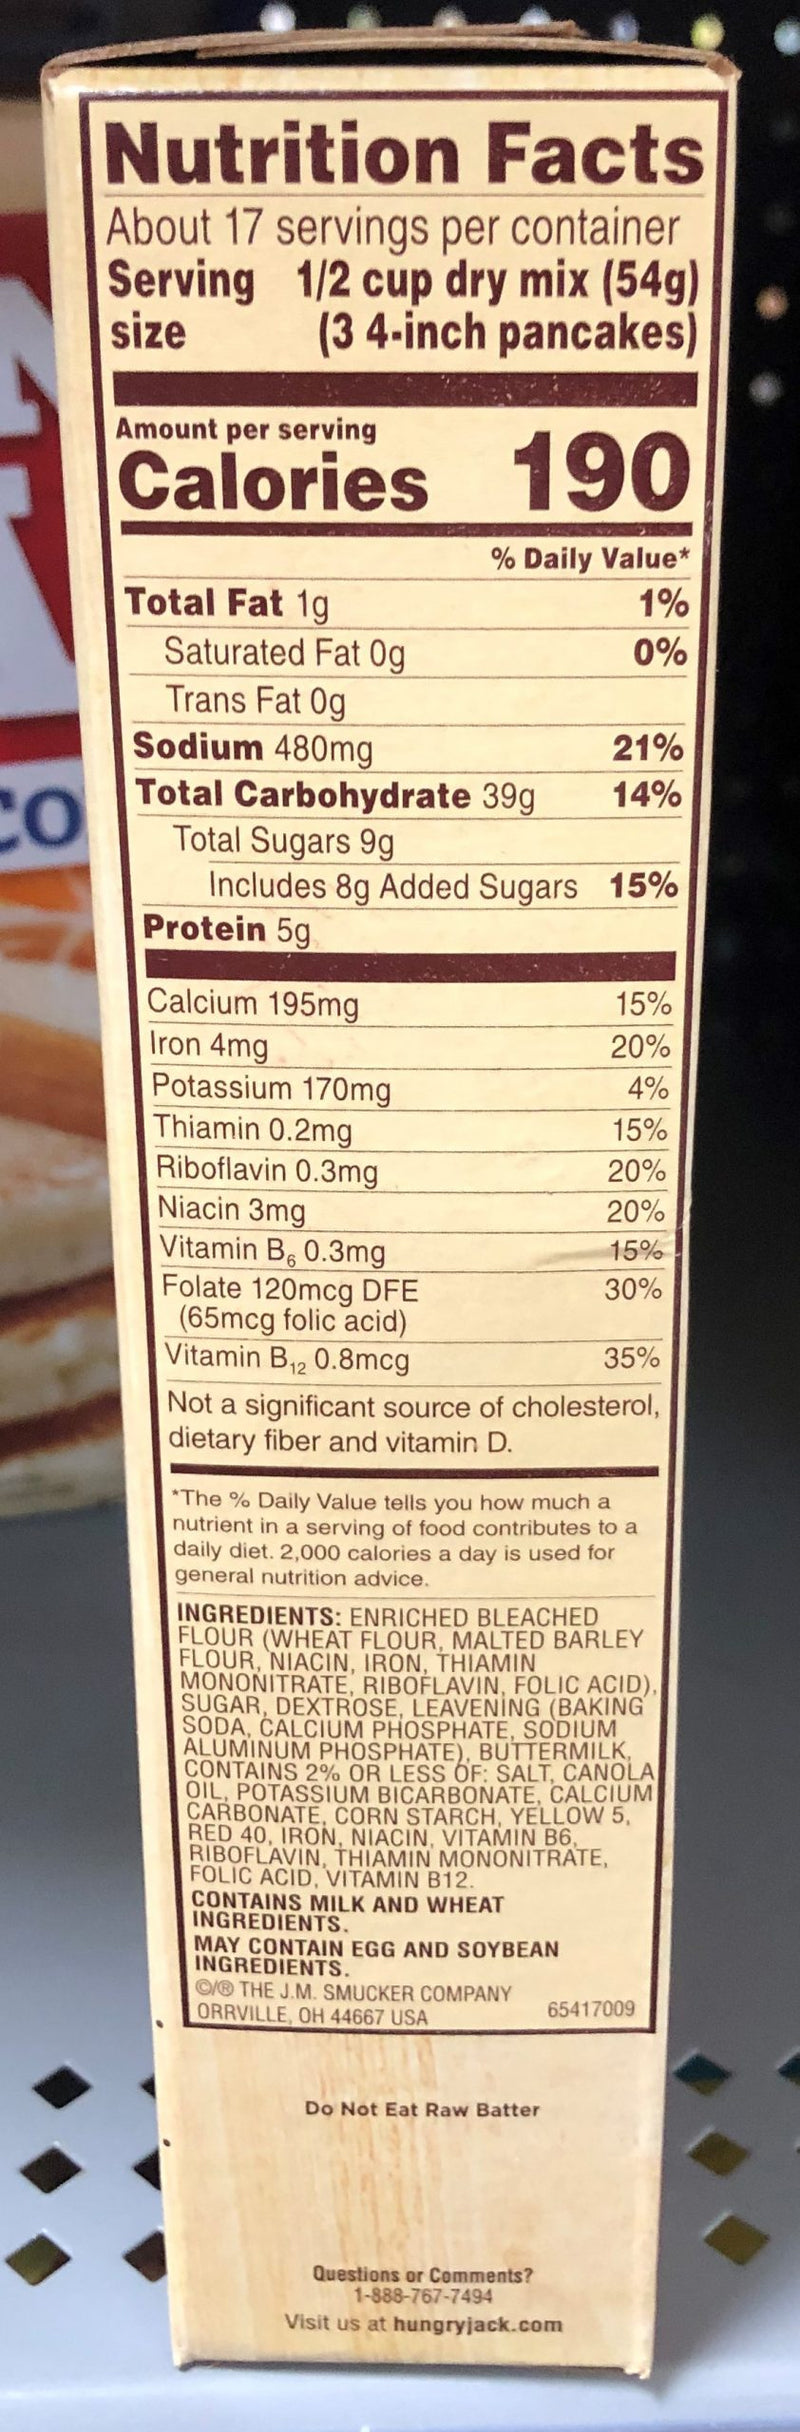 Nutrition Facts
About 17 servings per container
Serving 1/2 cup dry mix (54g)
size (3 4-inch pancakes)
Amount per serving
Calories 190
% Daily Value*
Total Fat 1g 1%
Saturated Fat 0g 0%
Trans Fat 0g
Sodium 480mg 21%
Total Carbohydrate 39g 14%
Total Sugars 9g
Includes 8g Added Sugars 15%
Protein 5g
Calcium 195mg 15%
Iron 4mg 20%
Potassium 170mg 4%
Thiamin 0.2mg 15%
Riboflavin 0.3mg 20%
Niacin 3mg 20%
Vitamin B₆ 0.3mg 15%
Folate 120mcg DFE 30%
(65mcg folic acid)
Vitamin B₁₂ 0.8mcg 35%
Not a significant source of cholesterol,
dietary fiber and vitamin D.
*The % Daily Value tells you how much a
nutrient in a serving of food contributes to a
daily diet. 2,000 calories a day is used for
general nutrition advice.
INGREDIENTS: ENRICHED BLEACHED
FLOUR (WHEAT FLOUR, MALTED BARLEY
FLOUR, NIACIN, IRON, THIAMIN
MONONITRATE, RIBOFLAVIN, FOLIC ACID),
SUGAR, DEXTROSE, LEAVENING (BAKING
SODA, CALCIUM PHOSPHATE, SODIUM
ALUMINUM PHOSPHATE), BUTTERMILK,
CONTAINS 2% OR LESS OF: SALT, CANOLA
OIL, POTASSIUM BICARBONATE, CALCIUM
CARBONATE, CORN STARCH, YELLOW 5,
RED 40, IRON, NIACIN, VITAMIN B6,
RIBOFLAVIN, THIAMIN MONONITRATE,
FOLIC ACID, VITAMIN B12.
CONTAINS MILK AND WHEAT
INGREDIENTS.
MAY CONTAIN EGG AND SOYBEAN
INGREDIENTS.
©/® THE J.M. SMUCKER COMPANY
ORRVILLE, OH 44667 USA 65417009
Do Not Eat Raw Batter
Questions or Comments?
1-888-767-7494
Visit us at hungryjack.com
CO